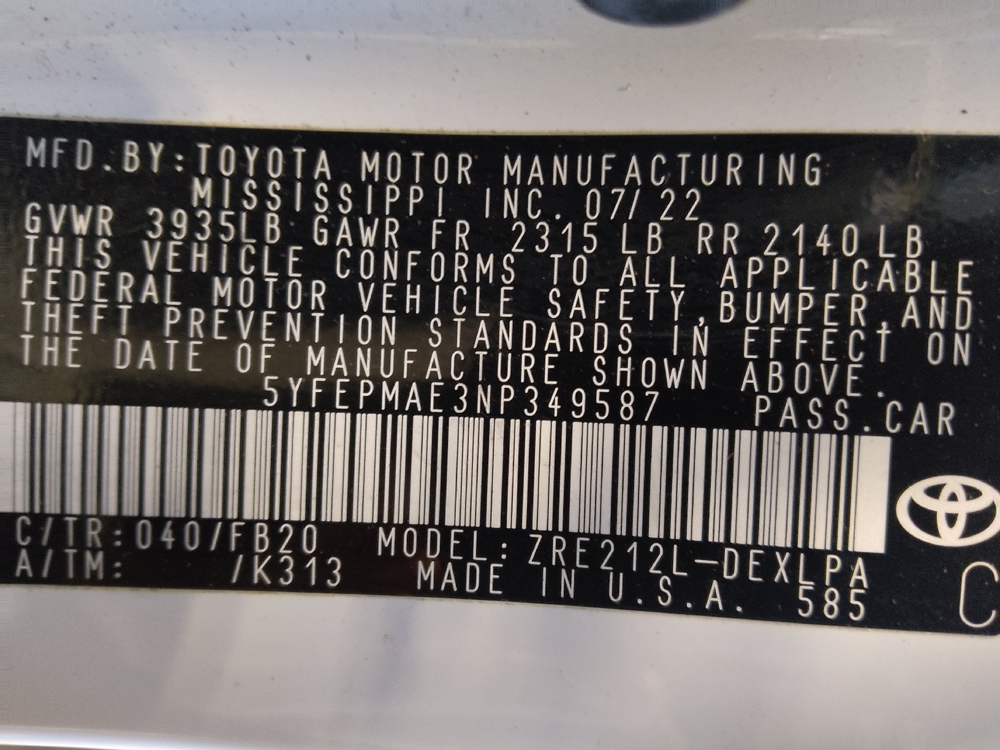 MFD.BY:TOYOTA MOTOR MANUFACTURING
MISSISSIPPI INC. 07/22
GVWR 3935LB GAWR FR 2315 LB RR 2140LB
THIS VEHICLE CONFORMS TO ALL APPLICABLE
FEDERAL MOTOR VEHICLE SAFETY,BUMPER,AND
THEFT PREVENTION STANDARDS IN EFFECT ON
THE DATE OF MANUFACTURE SHOWN ABOVE.
5YFEPMAE3NP349587 PASS.CAR
C/TR:040/FB20 MODEL: ZRE212L-DEXLPA
A/TM: /K313 MADE IN U.S.A. 585
C